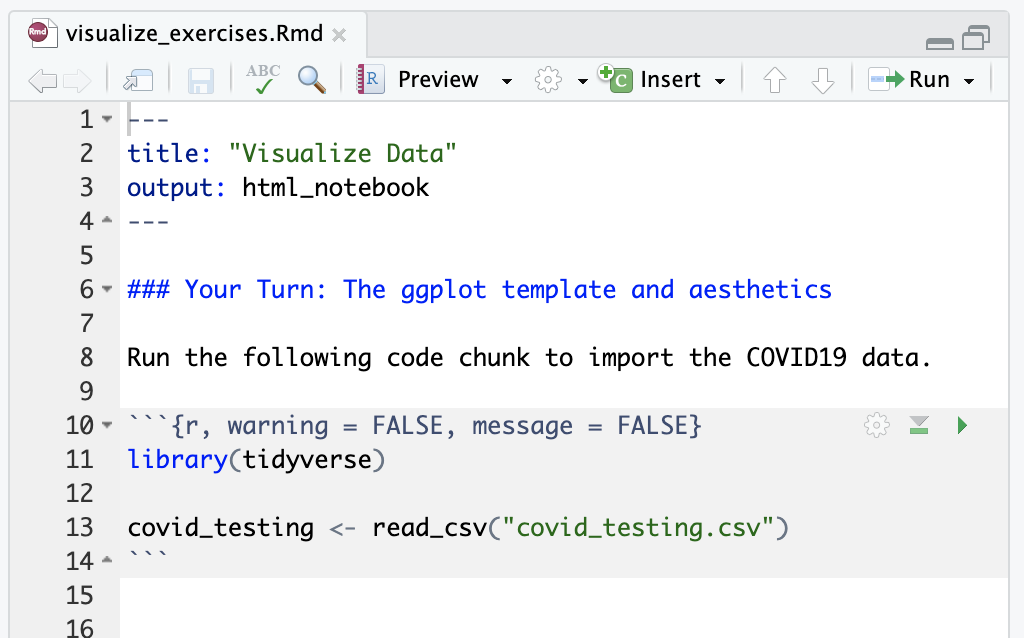 Rmd visualize_exercises.Rmd
ABC R Preview C Insert Run
1 ---
2 title: "Visualize Data"
3 output: html_notebook
4 ---
5
6 ### Your Turn: The ggplot template and aesthetics
7
8 Run the following code chunk to import the COVID19 data.
9
10 ```{r, warning = FALSE, message = FALSE}
11 library(tidyverse)
12
13 covid_testing <- read_csv("covid_testing.csv")
14 ```
15
16